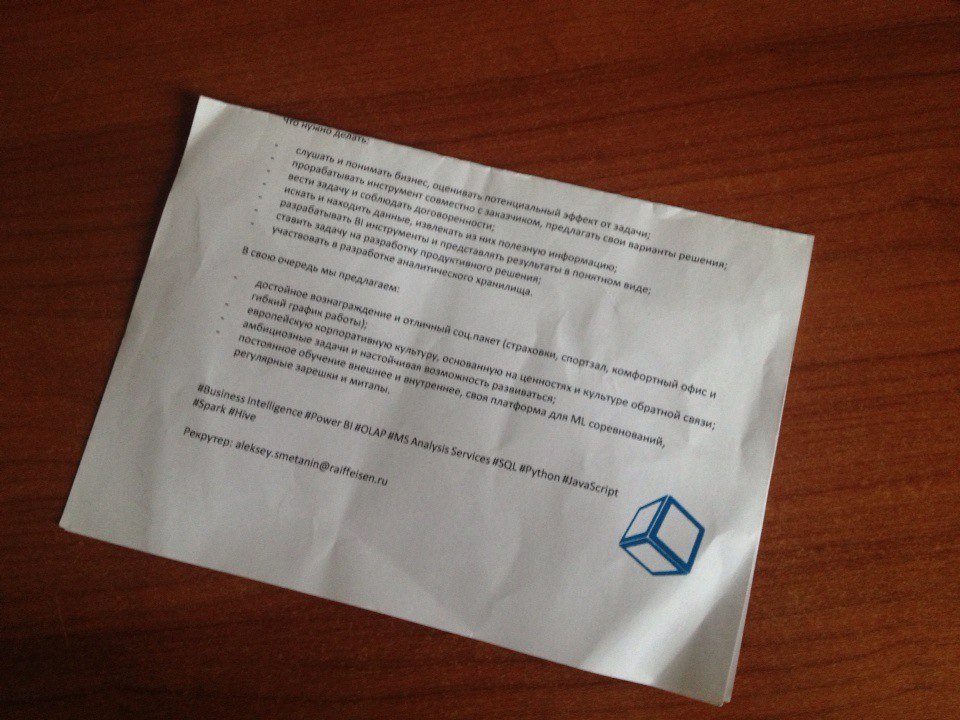 Что нужно делать:
- слушать и понимать бизнес, оценивать потенциальный эффект от задачи;
- прорабатывать инструмент совместно с заказчиком, предлагать свои варианты решения;
- вести задачу и соблюдать договоренности;
- искать и находить данные, извлекать из них полезную информацию;
- разрабатывать BI инструменты и представлять результаты в понятном виде;
- ставить задачу на разработку продуктивного решения;
- участвовать в разработке аналитического хранилища.
В свою очередь мы предлагаем:
- достойное вознаграждение и отличный соц.пакет (страховки, спортзал, комфортный офис и
гибкий график работы);
- европейскую корпоративную культуру, основанную на ценностях и культуре обратной связи;
- амбициозные задачи и настойчивая возможность развиваться;
- постоянное обучение внешнее и внутреннее, своя платформа для ML соревнований,
регулярные зарешки и митапы.
#Business Intelligence #Power BI #OLAP #MS Analysis Services #SQL #Python #JavaScript
#Spark #Hive
Рекрутер: aleksey.smetanin@raiffeisen.ru